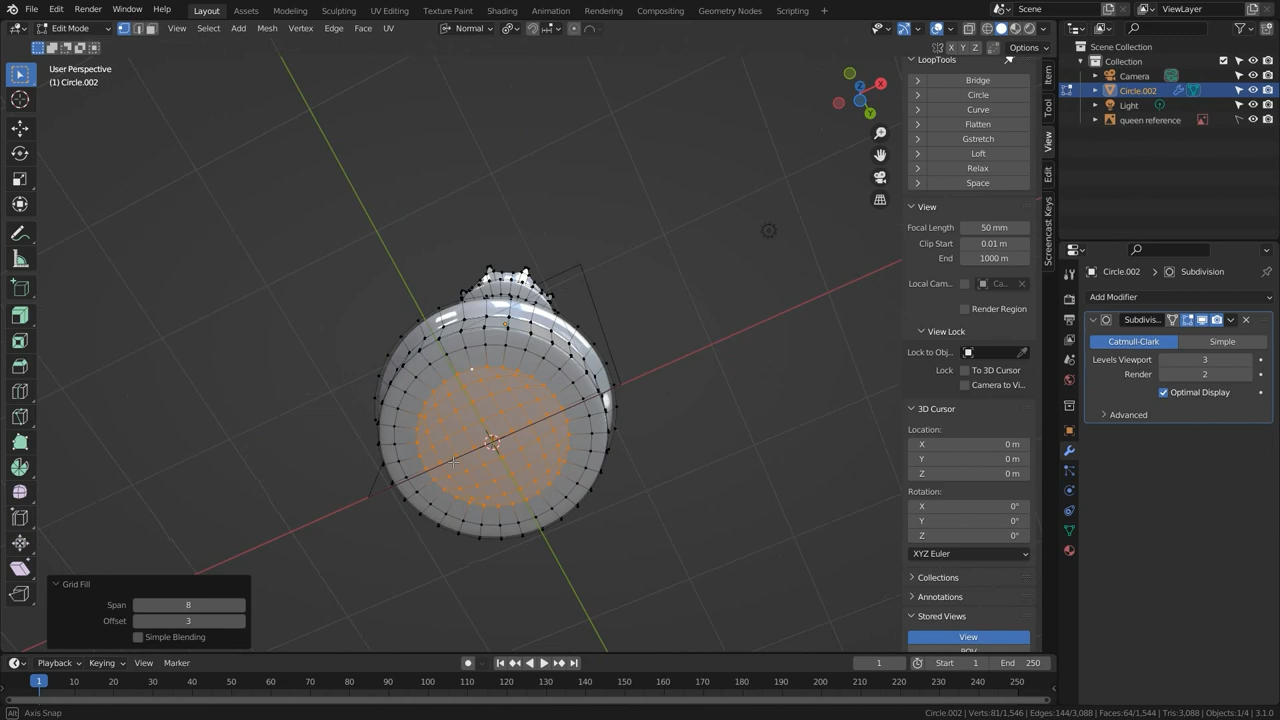 File Edit Render Window Help Layout Assets Modeling Sculpting UV Editing Texture Paint Shading Animation Rendering Compositing Geometry Nodes Scripting + Scene ViewLayer
Edit Mode View Select Add Mesh Vertex Edge Face UV Normal
X Y Z Options
User Perspective
(1) Circle.002
X
Y
Z
LoopTools
Bridge
Circle
Curve
Flatten
Gstretch
Loft
Relax
Space
View
Focal Length 50 mm
Clip Start 0.01 m
End 1000 m
Local Cam... Ca...
Render Region
View Lock
Lock to Obj...
Lock To 3D Cursor
Camera to Vi...
3D Cursor
Location:
X 0 m
Y 0 m
Z 0 m
Rotation:
X 0°
Y 0°
Z 0°
XYZ Euler
Collections
Annotations
Stored Views
View
POV
Item
Tool
View
Edit
Screencast Keys
Scene Collection
Collection
Camera
Circle.002
Light
queen reference
Circle.002 Subdivision
Add Modifier
Subdivis...
Catmull-Clark Simple
Levels Viewport 3
Render 2
Optimal Display
Advanced
Grid Fill
Span 8
Offset 3
Simple Blending
Playback Keying View Marker 1 Start 1 End 250
1 10 20 30 40 50 60 70 80 90 100 110 120 130 140 150 160 170 180 190 200 210 220 230 240 250
Alt Axis Snap Circle.002 | Verts:81/1,546 | Edges:144/3,088 | Faces:64/1,544 | Tris:3,088 | Objects:1/4 | 3.1.0